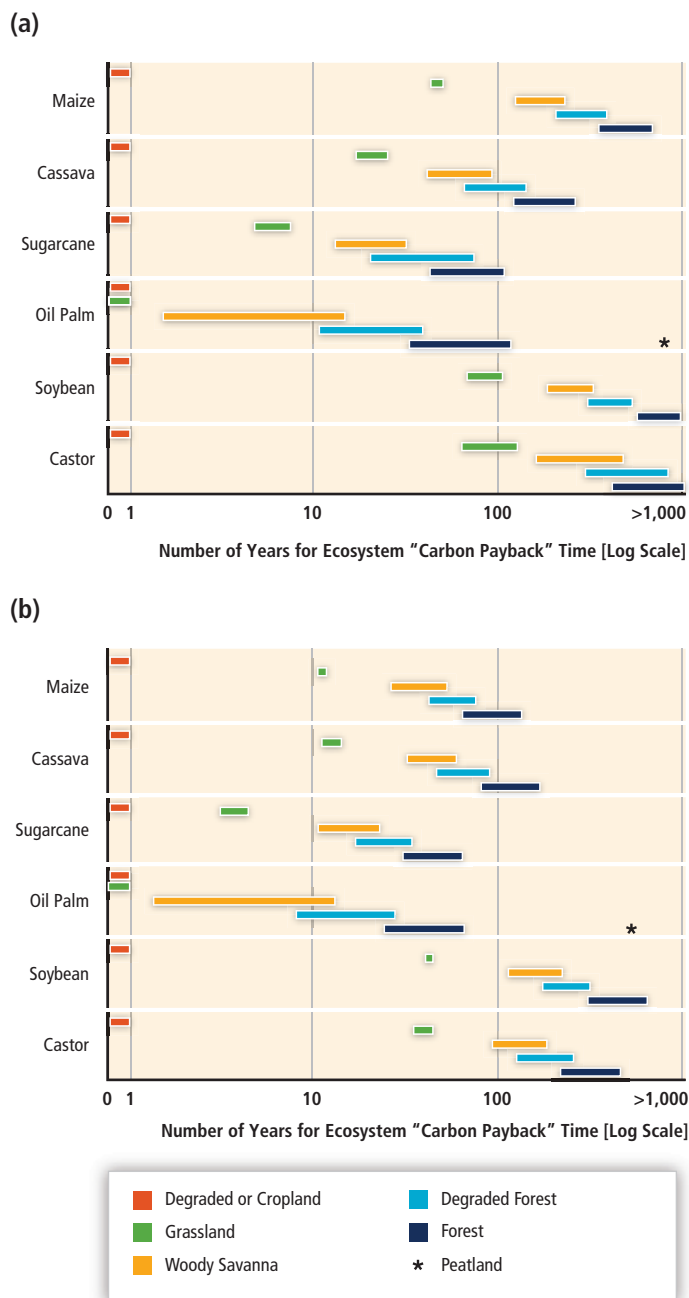 (a)
Maize
Cassava
Sugarcane
Oil Palm
*
Soybean
Castor
0 1 10 100 >1,000
Number of Years for Ecosystem “Carbon Payback” Time [Log Scale]
(b)
Maize
Cassava
Sugarcane
Oil Palm
*
Soybean
Castor
0 1 10 100 >1,000
Number of Years for Ecosystem “Carbon Payback” Time [Log Scale]
Degraded or Cropland
Grassland
Woody Savanna
Degraded Forest
Forest
* Peatland